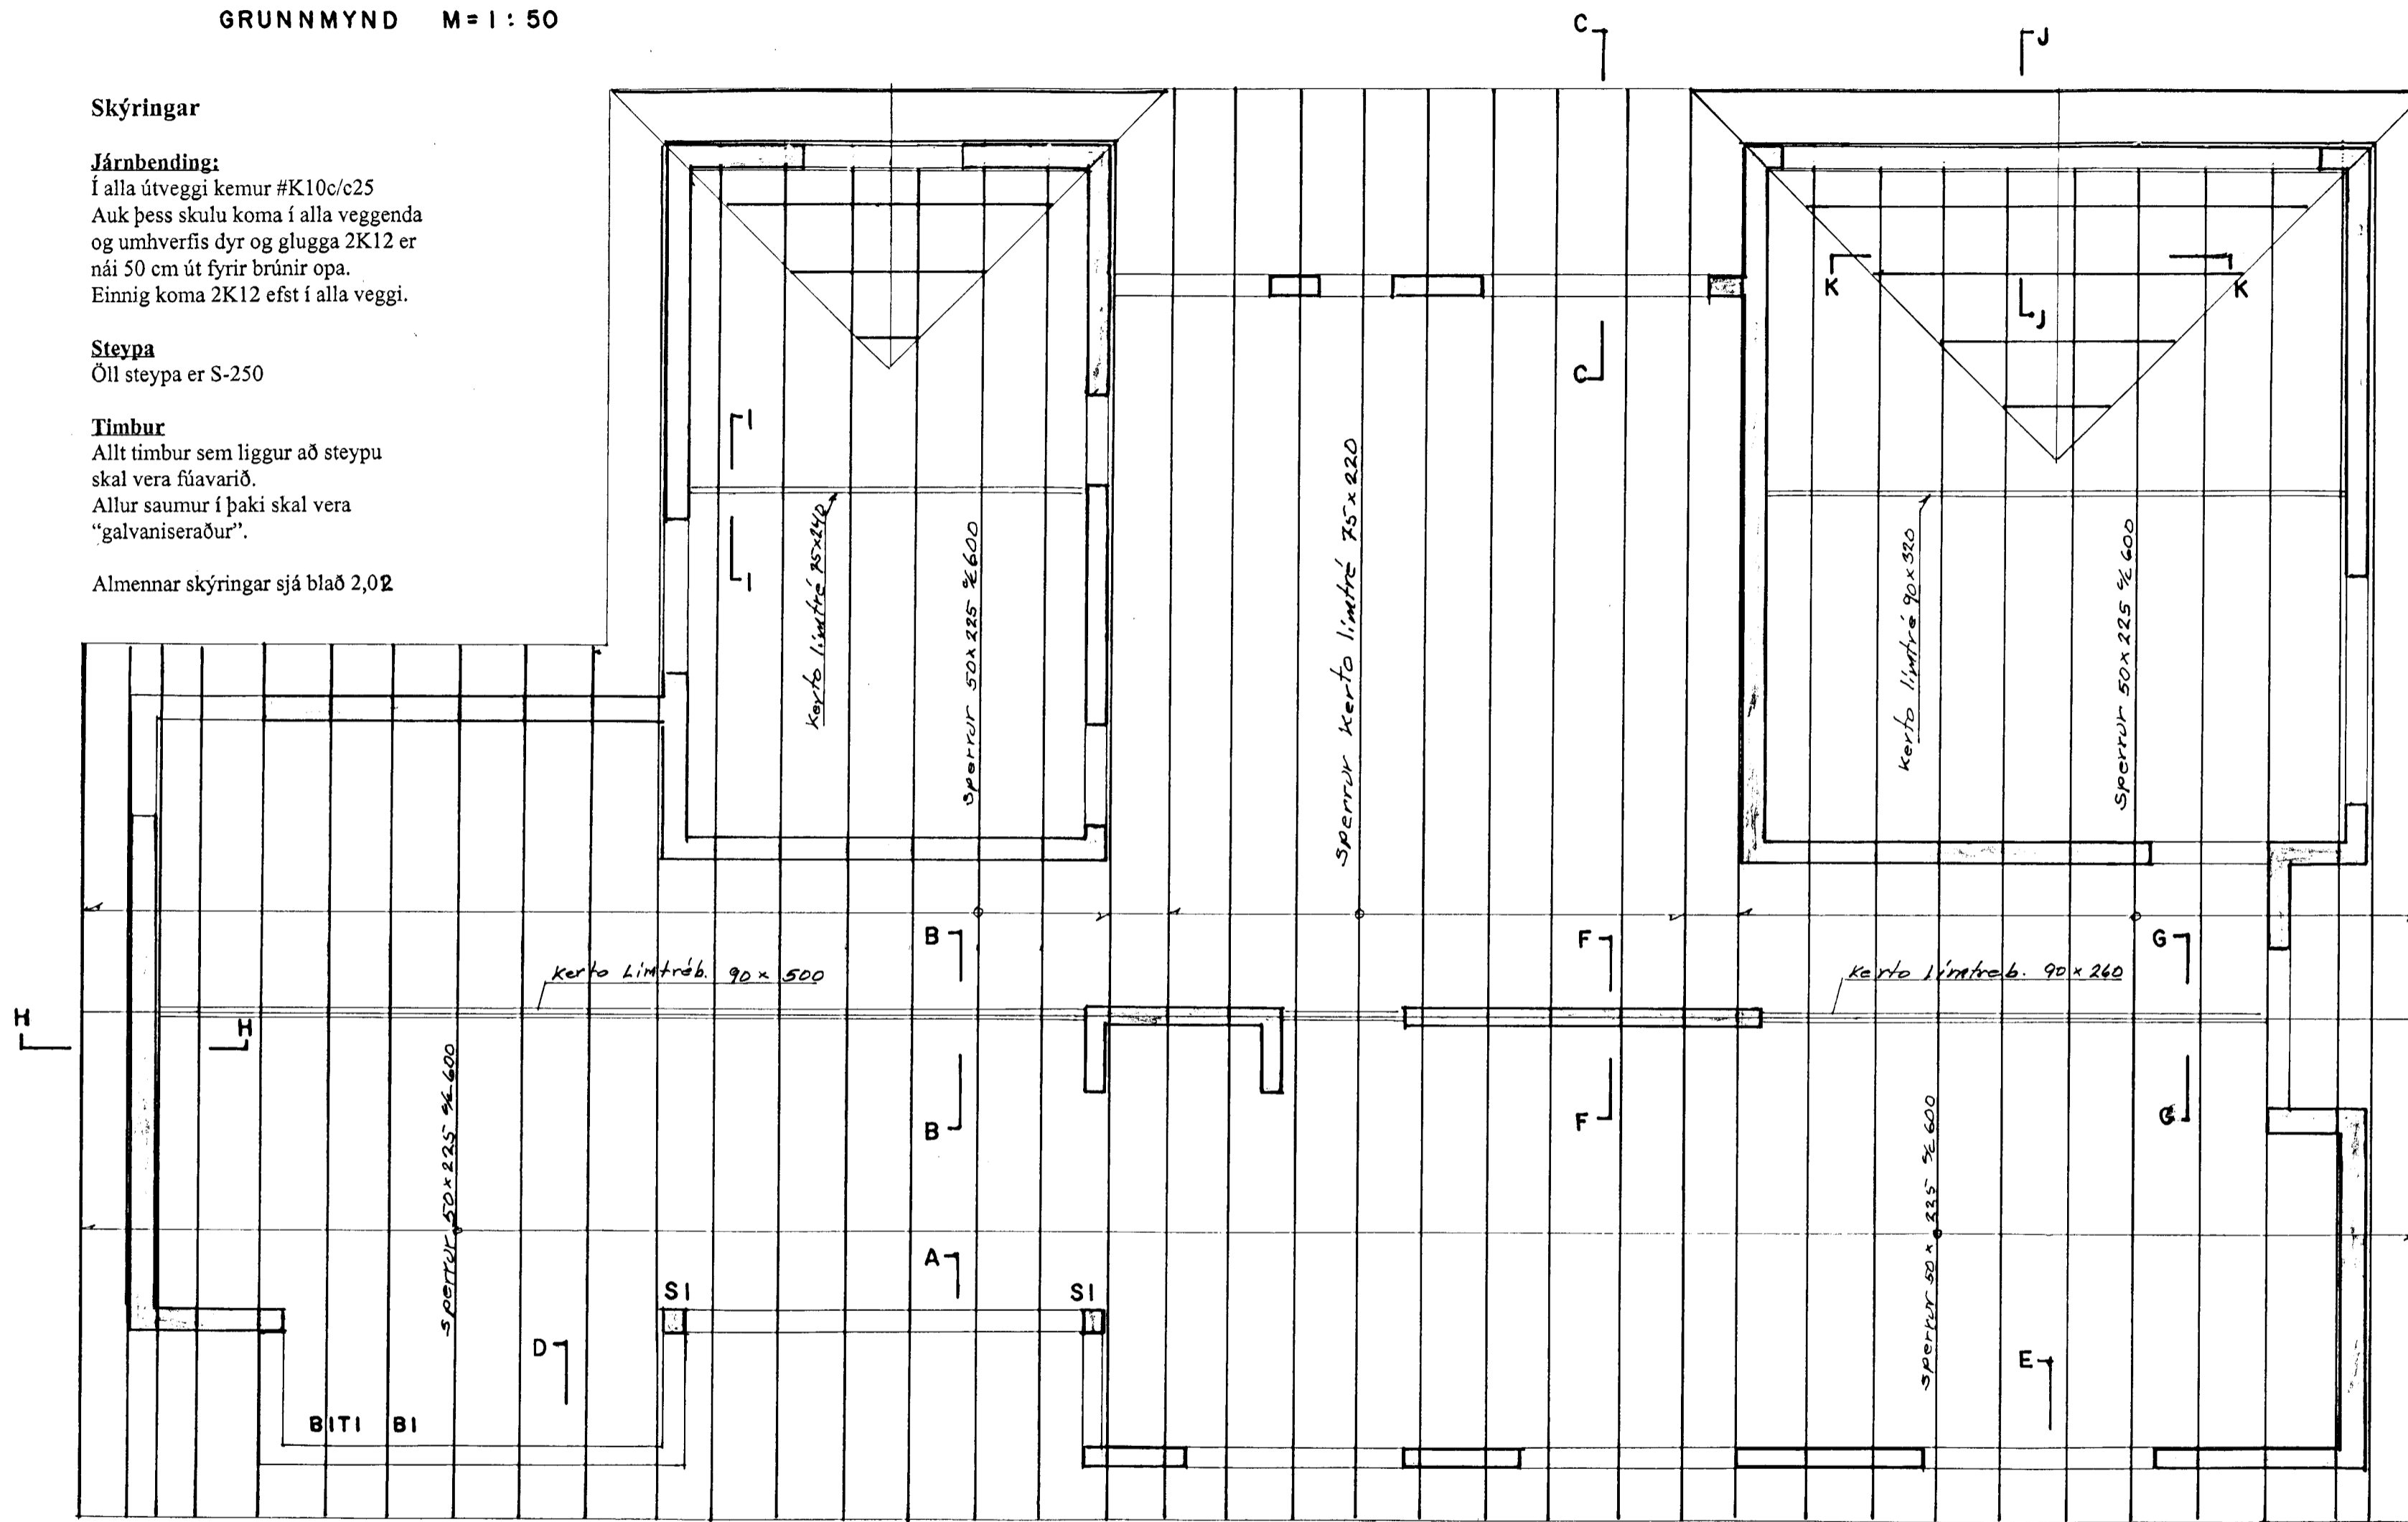 GRUNNMYND M=1:50
Skýringar
Járnbending:
Í alla útveggi kemur #K10c/c25
Auk þess skulu koma í alla veggenda
og umhverfis dyr og glugga 2K12 er
nái 50 cm út fyrir brúnir opa.
Einnig koma 2K12 efst í alla veggi.
Steypa
Öll steypa er S-250
Timbur
Allt timbur sem liggur að steypu
skal vera fúavarið.
Allur saumur í þaki skal vera
“galvaniseraður”.
Almennar skýringar sjá blað 2,02
C
J
K
K
J
C
I
I
kerto límtré 75x240
sperrur 50x225 c/c 600
sperrur kerto límtré 75x220
kerto límtré 90x320
sperrur 50x225 c/c 600
B
F
G
kerto Límtréb. 90x500
kerto límtréb. 90x260
H
H
sperrur 50x225 c/c 600
B
F
G
sperrur 50x225 c/c 600
A
S1
S1
D
E
BITI B1